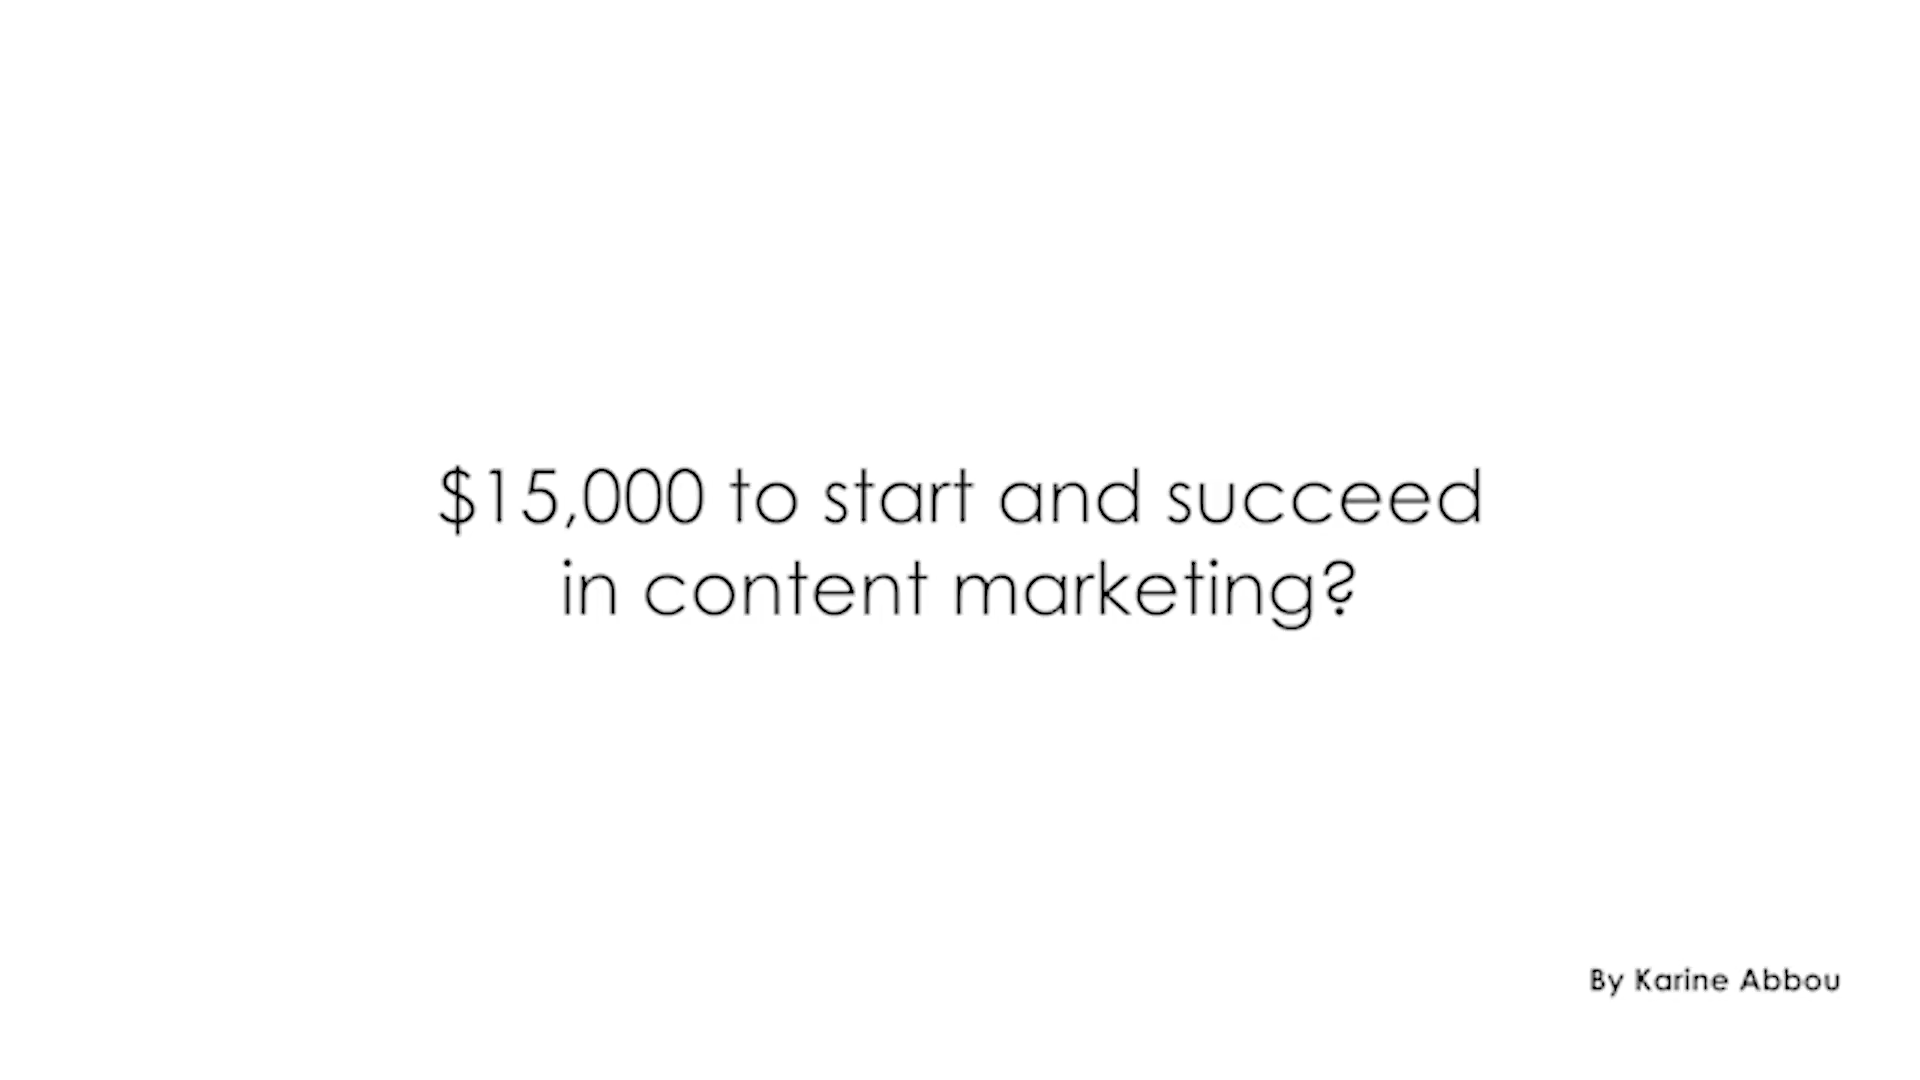 $15,000 to start and succeed
in content marketing?
By Karine Abbou